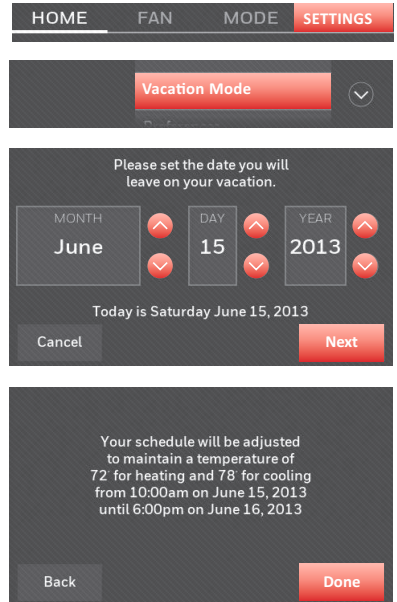 HOME FAN MODE SETTINGS
Vacation Mode
Please set the date you will
leave on your vacation.
MONTH DAY YEAR
June 15 2013
Today is Saturday June 15, 2013
Cancel Next
Your schedule will be adjusted
to maintain a temperature of
72° for heating and 78° for cooling
from 10:00am on June 15, 2013
until 6:00pm on June 16, 2013
Back Done